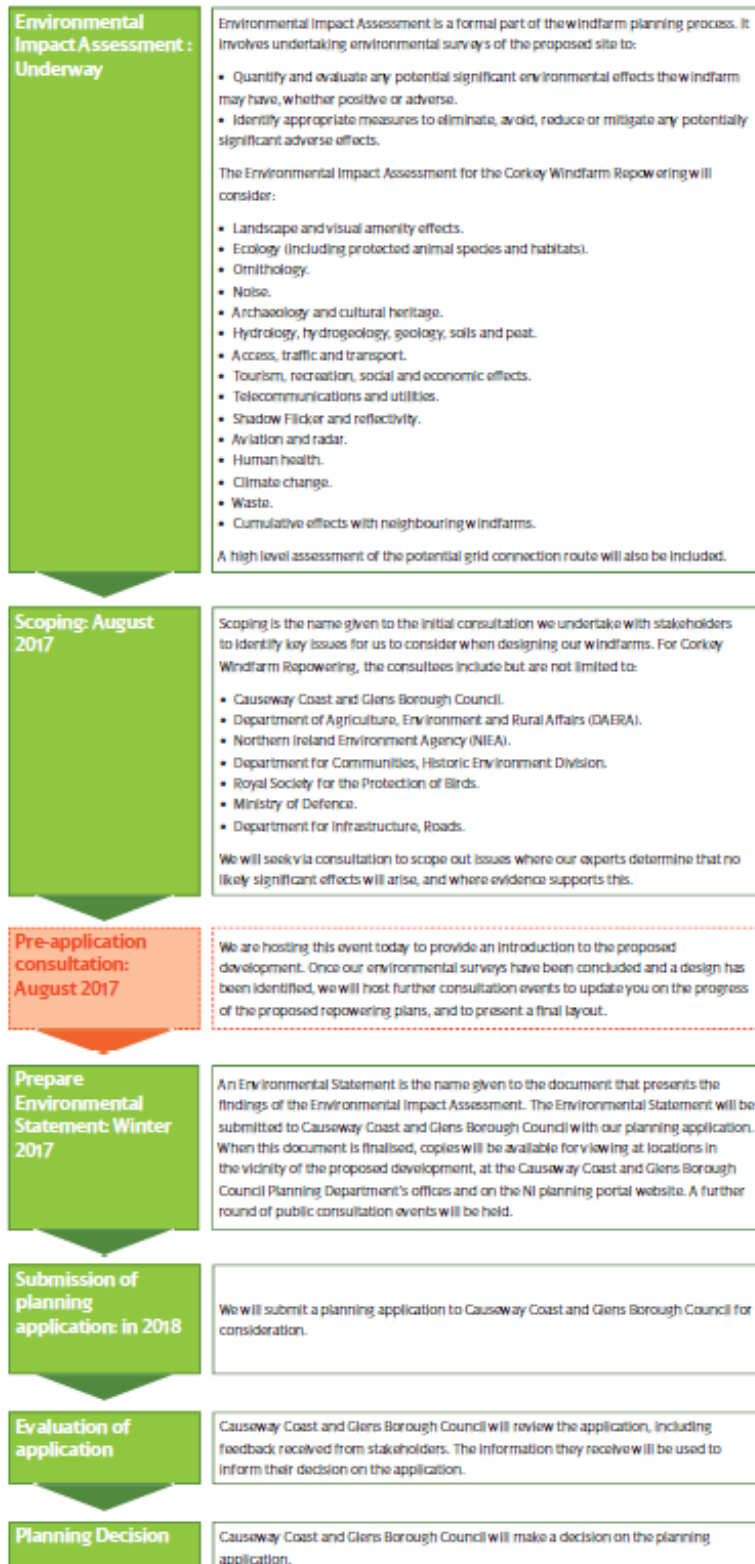 Environmental
Impact Assessment :
Underway
Environmental Impact Assessment is a formal part of the windfarm planning process. It
involves undertaking environmental surveys of the proposed site to:
• Quantify and evaluate any potential significant environmental effects the windfarm
may have, whether positive or adverse.
• Identify appropriate measures to eliminate, avoid, reduce or mitigate any potentially
significant adverse effects.
The Environmental Impact Assessment for the Corkey Windfarm Repowering will
consider:
• Landscape and visual amenity effects.
• Ecology (including protected animal species and habitats).
• Ornithology.
• Noise.
• Archaeology and cultural heritage.
• Hydrology, hydrogeology, geology, soils and peat.
• Access, traffic and transport.
• Tourism, recreation, social and economic effects.
• Telecommunications and utilities.
• Shadow Flicker and reflectivity.
• Aviation and radar.
• Human health.
• Climate change.
• Waste.
• Cumulative effects with neighbouring windfarms.
A high level assessment of the potential grid connection route will also be included.
Scoping: August
2017
Scoping is the name given to the initial consultation we undertake with stakeholders
to identify key issues for us to consider when designing our windfarms. For Corkey
Windfarm Repowering, the consultees include but are not limited to:
• Causeway Coast and Glens Borough Council.
• Department of Agriculture, Environment and Rural Affairs (DAERA).
• Northern Ireland Environment Agency (NIEA).
• Department for Communities, Historic Environment Division.
• Royal Society for the Protection of Birds.
• Ministry of Defence.
• Department for Infrastructure, Roads.
We will seek via consultation to scope out issues where our experts determine that no
likely significant effects will arise, and where evidence supports this.
Pre-application
consultation:
August 2017
We are hosting this event today to provide an introduction to the proposed
development. Once our environmental surveys have been concluded and a design has
been identified, we will host further consultation events to update you on the progress
of the proposed repowering plans, and to present a final layout.
Prepare
Environmental
Statement: Winter
2017
An Environmental Statement is the name given to the document that presents the
findings of the Environmental Impact Assessment. The Environmental Statement will be
submitted to Causeway Coast and Glens Borough Council with our planning application.
When this document is finalised, copies will be available for viewing at locations in
the vicinity of the proposed development, at the Causeway Coast and Glens Borough
Council Planning Department's offices and on the NI planning portal website. A further
round of public consultation events will be held.
Submission of
planning
application: in 2018
We will submit a planning application to Causeway Coast and Glens Borough Council for
consideration.
Evaluation of
application
Causeway Coast and Glens Borough Council will review the application, including
feedback received from stakeholders. The information they receive will be used to
inform their decision on the application.
Planning Decision
Causeway Coast and Glens Borough Council will make a decision on the planning
application.